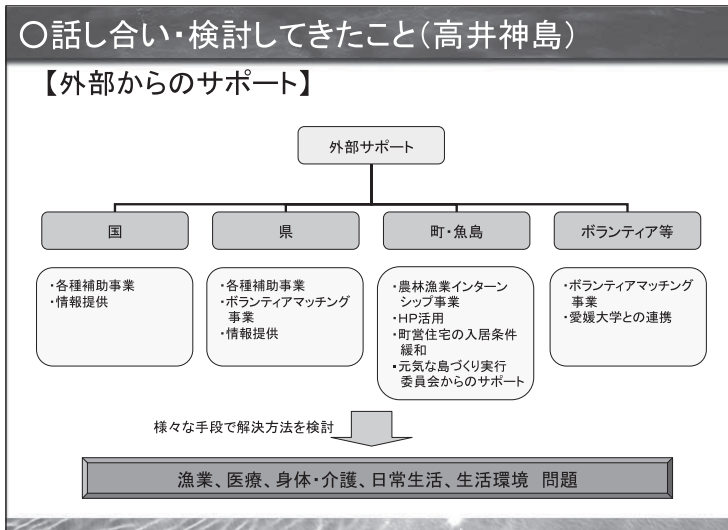 〇話し合い・検討してきたこと(高井神島)
【外部からのサポート】
外部サポート
国
県
町・魚島
ボランティア等
・各種補助事業
・情報提供
・各種補助事業
・ボランティアマッチング
事業
・情報提供
・農林漁業インターン
シップ事業
・HP活用
・町営住宅の入居条件
緩和
・元気な島づくり実行
委員会からのサポート
・ボランティアマッチング
事業
・愛媛大学との連携
様々な手段で解決方法を検討
漁業、医療、身体・介護、日常生活、生活環境 問題